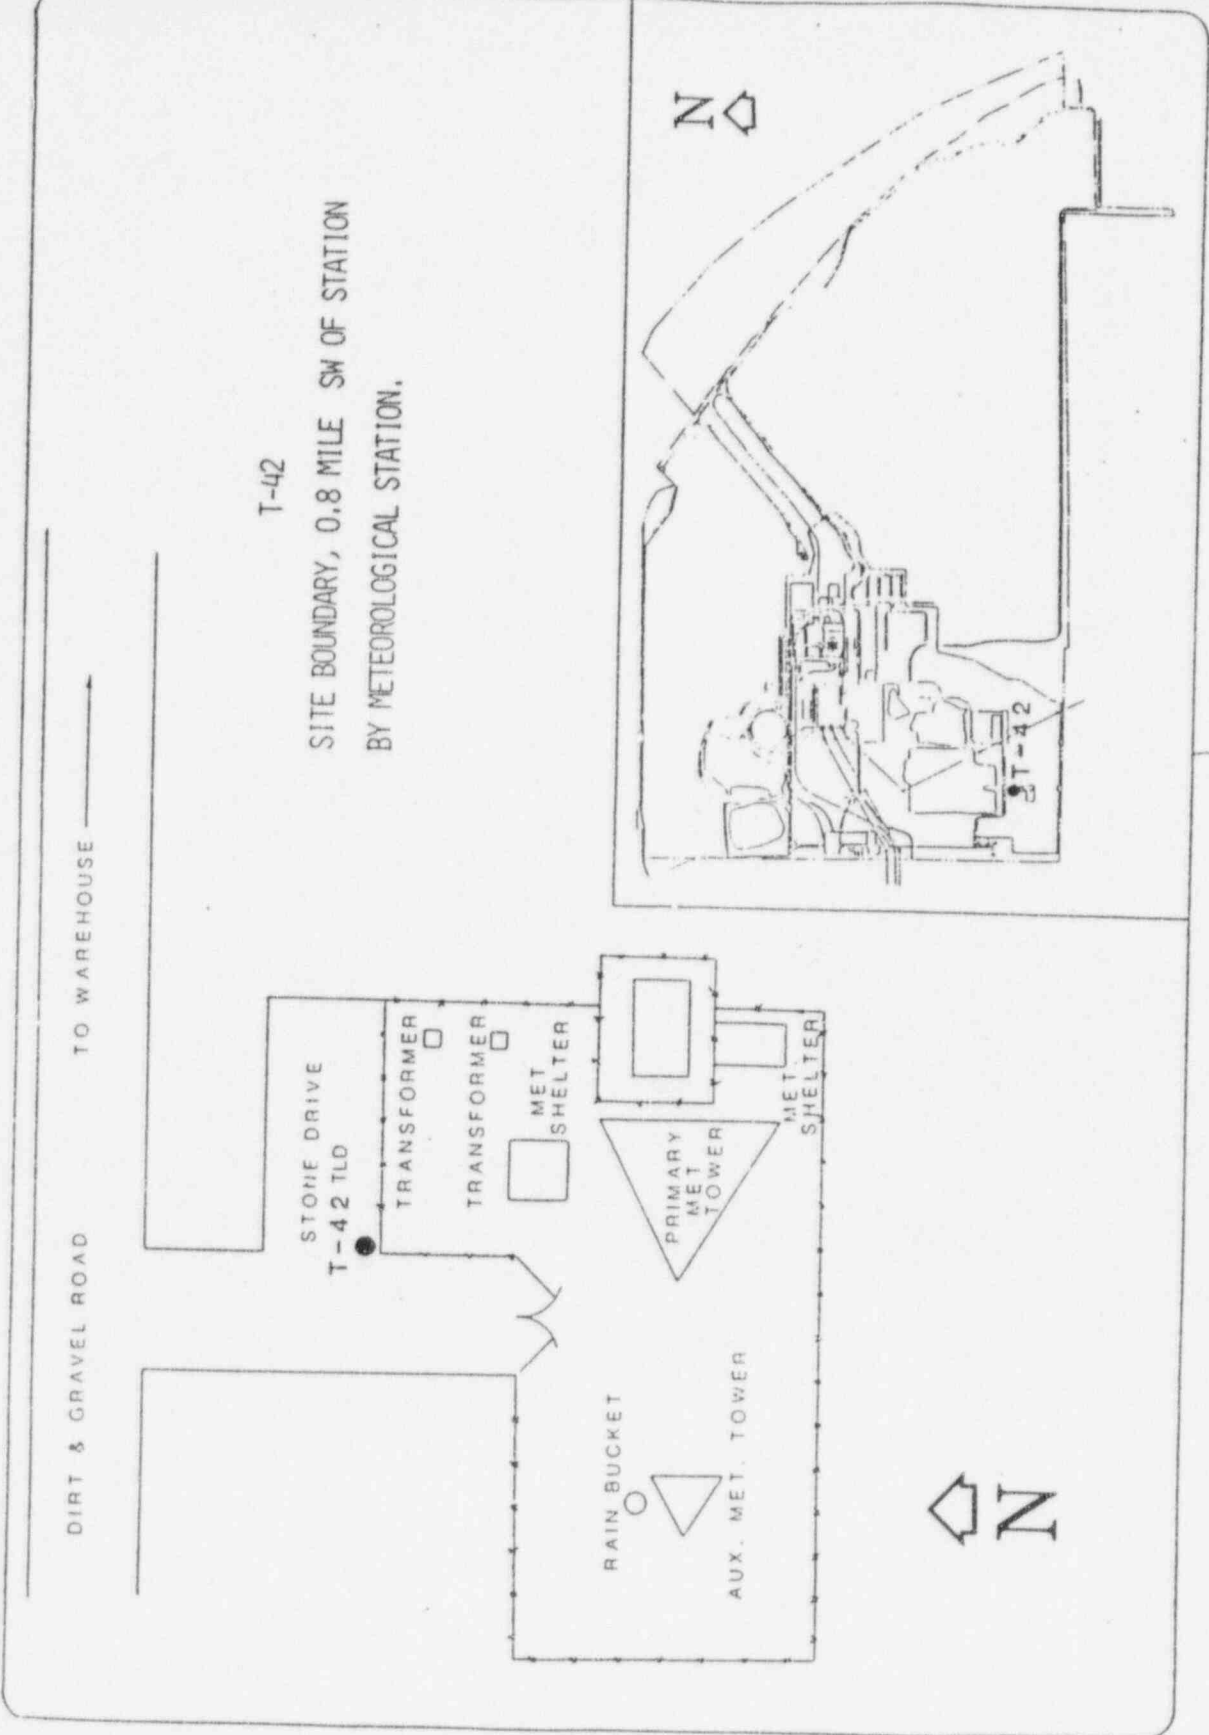 T-42
SITE BOUNDARY, 0.8 MILE SW OF STATION
BY METEOROLOGICAL STATION.
DIRT & GRAVEL ROAD
TO WAREHOUSE
STONE DRIVE
T-42 TLD
TRANSFORMER
TRANSFORMER
MET
SHELTER
PRIMARY
MET
TOWER
MET
SHELTER
RAIN BUCKET
AUX. MET. TOWER
N
N
T-42